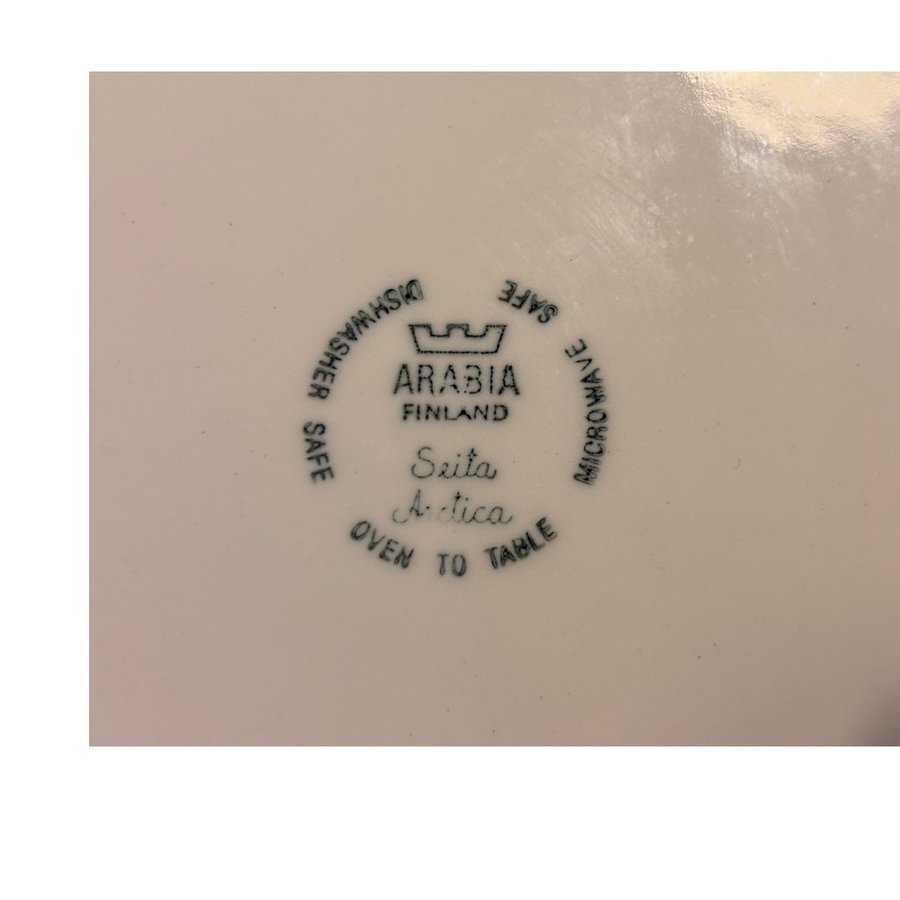 ARABIA
FINLAND
Seita
Arctica
DISHWASHER SAFE
OVEN TO TABLE
MICROWAVE SAFE